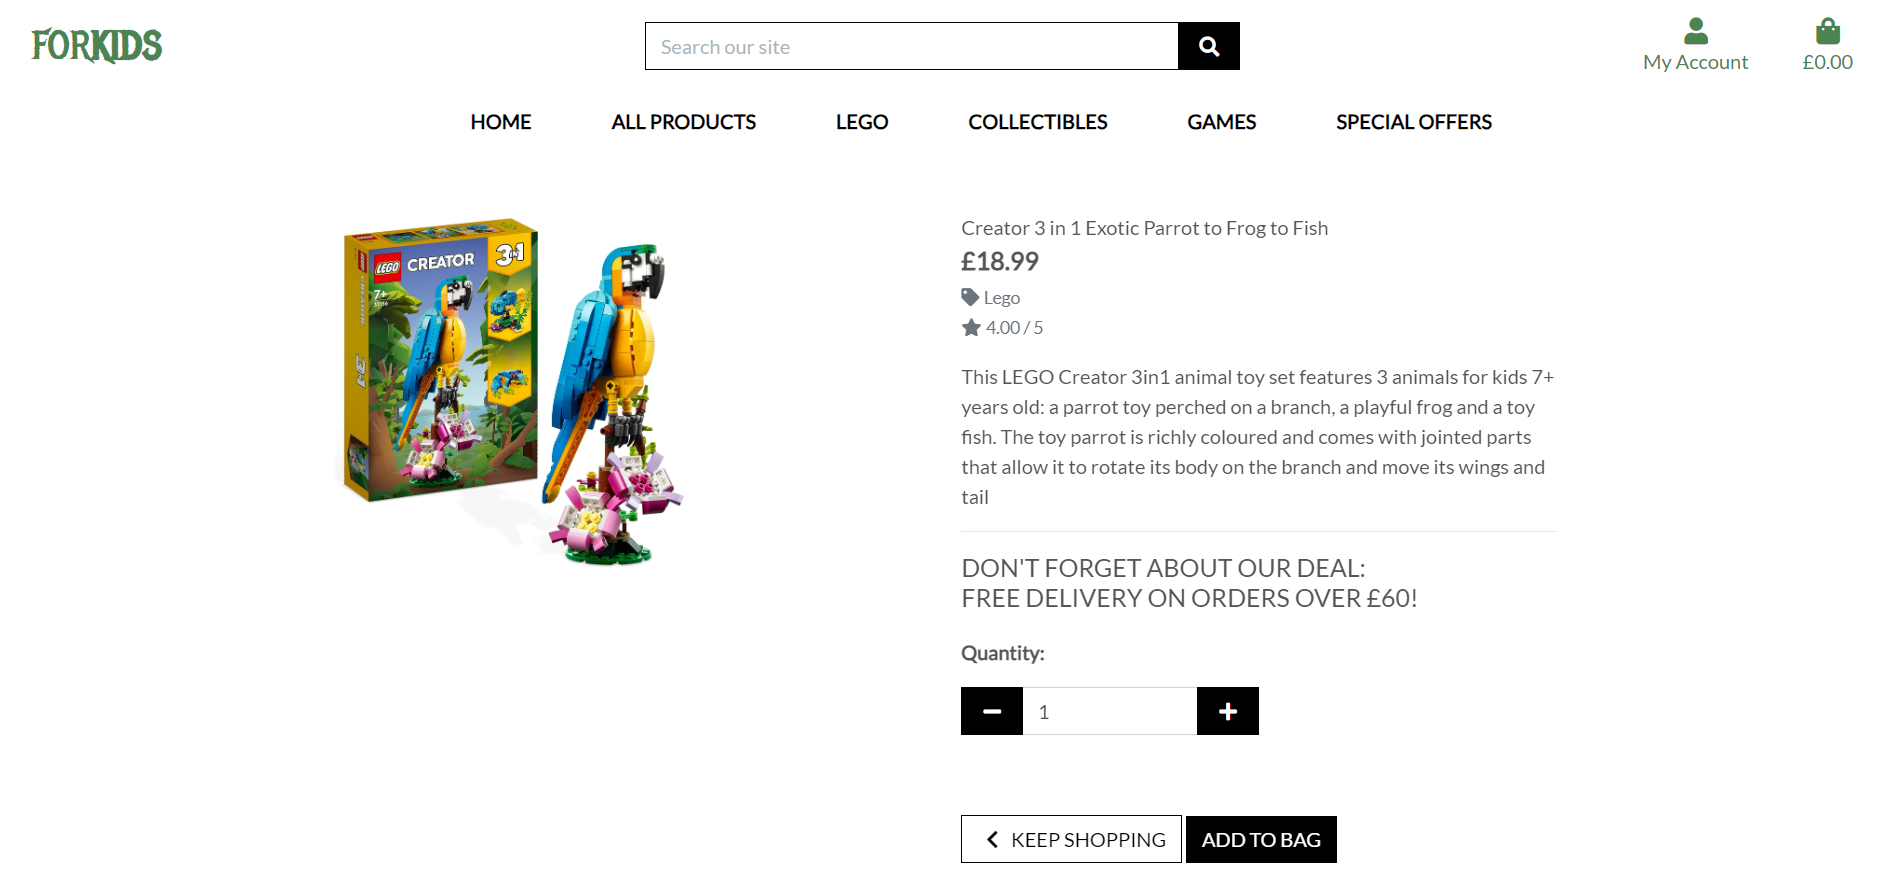 FORKIDS
Search our site
My Account
£0.00
HOME
ALL PRODUCTS
LEGO
COLLECTIBLES
GAMES
SPECIAL OFFERS
LEGO CREATOR
3in1
7+
CREATOR
3in1
Creator 3 in 1 Exotic Parrot to Frog to Fish
£18.99
Lego
4.00 / 5
This LEGO Creator 3in1 animal toy set features 3 animals for kids 7+
years old: a parrot toy perched on a branch, a playful frog and a toy
fish. The toy parrot is richly coloured and comes with jointed parts
that allow it to rotate its body on the branch and move its wings and
tail
DON'T FORGET ABOUT OUR DEAL:
FREE DELIVERY ON ORDERS OVER £60!
Quantity:
1
KEEP SHOPPING
ADD TO BAG